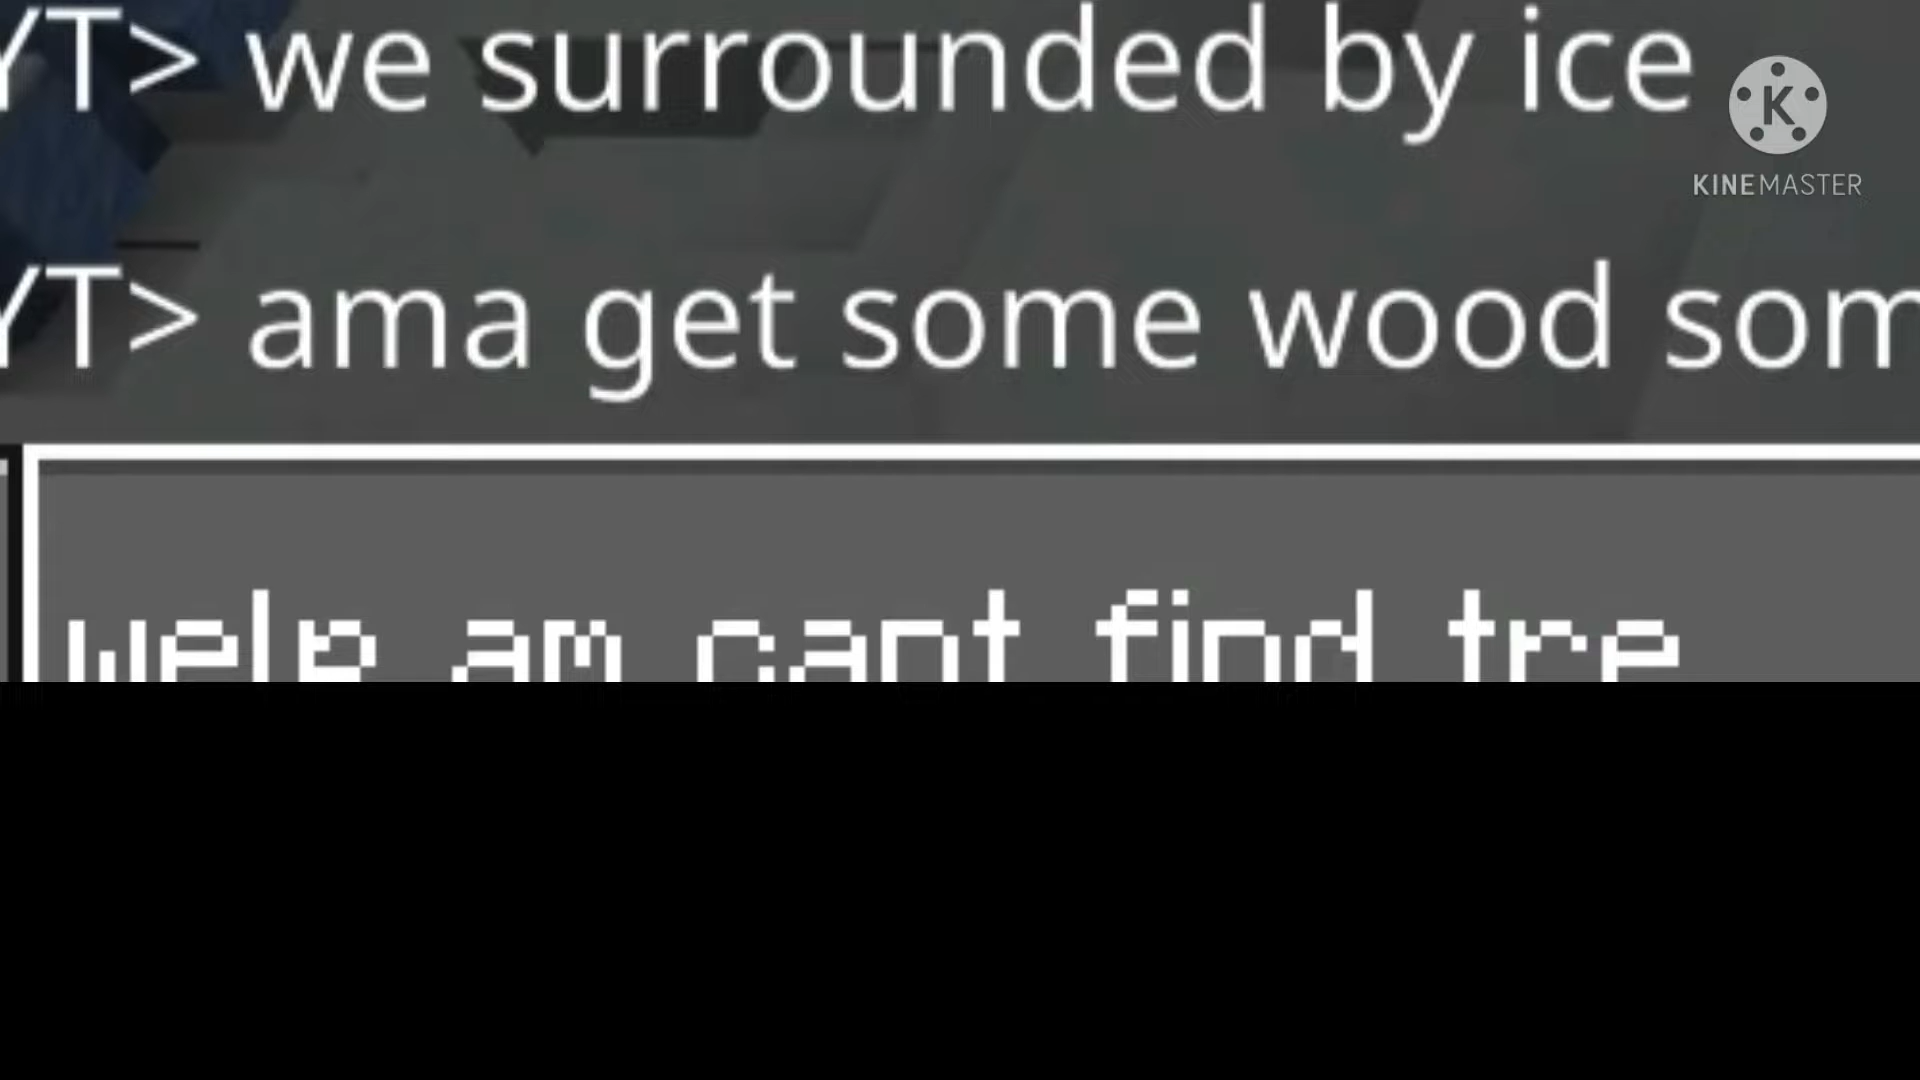 YT> we surrounded by ice
K
KINEMASTER
YT> ama get some wood som
welp am cant find tre